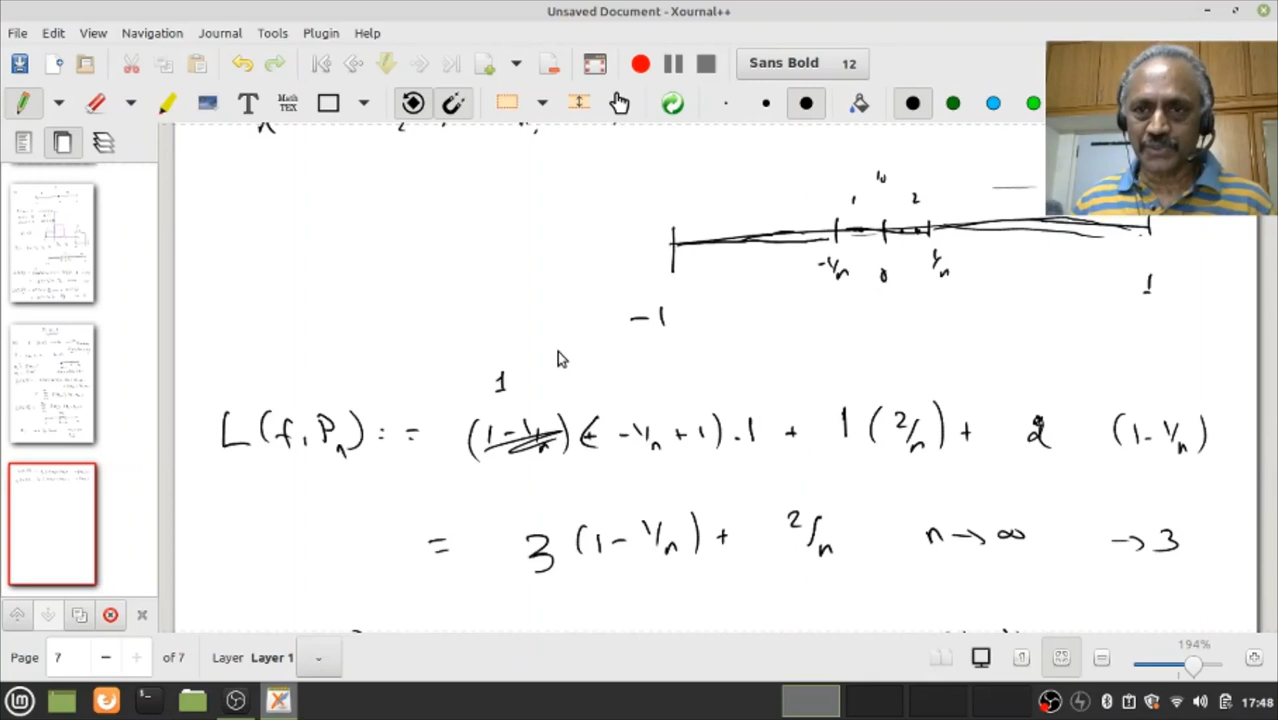 Unsaved Document - Xournal++
File Edit View Navigation Journal Tools Plugin Help
Sans Bold 12
1 10 2
-1/n 0 1/n 1
-1
1
L(f, P_n) := (1 - 1/n) (-1/n + 1) . 1 + 1 (2/n) + 2 (1 - 1/n)
= 3 (1 - 1/n) + 2/n n → ∞ → 3
Page 7 of 7 Layer Layer 1 194%
17:48